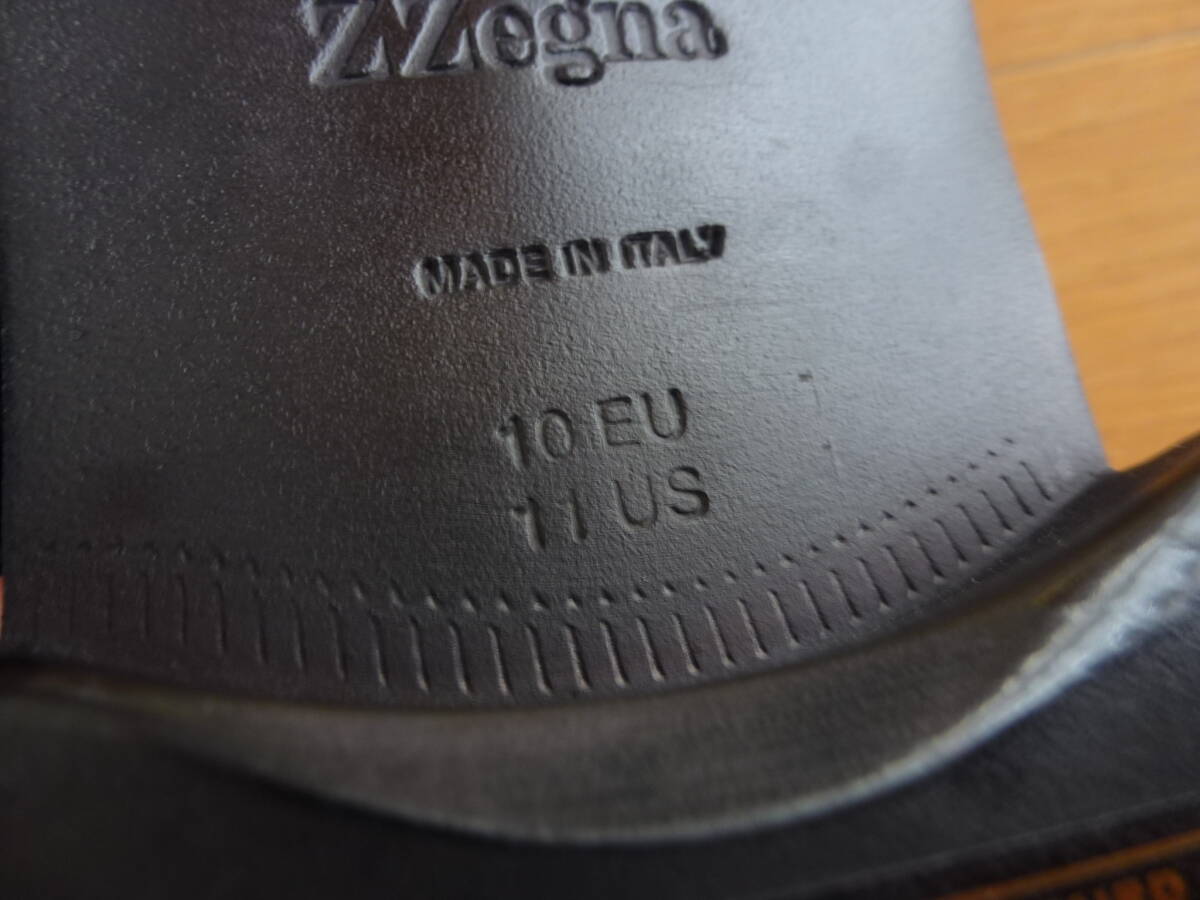 ZZegna
MADE IN ITALY
10 EU
11 US